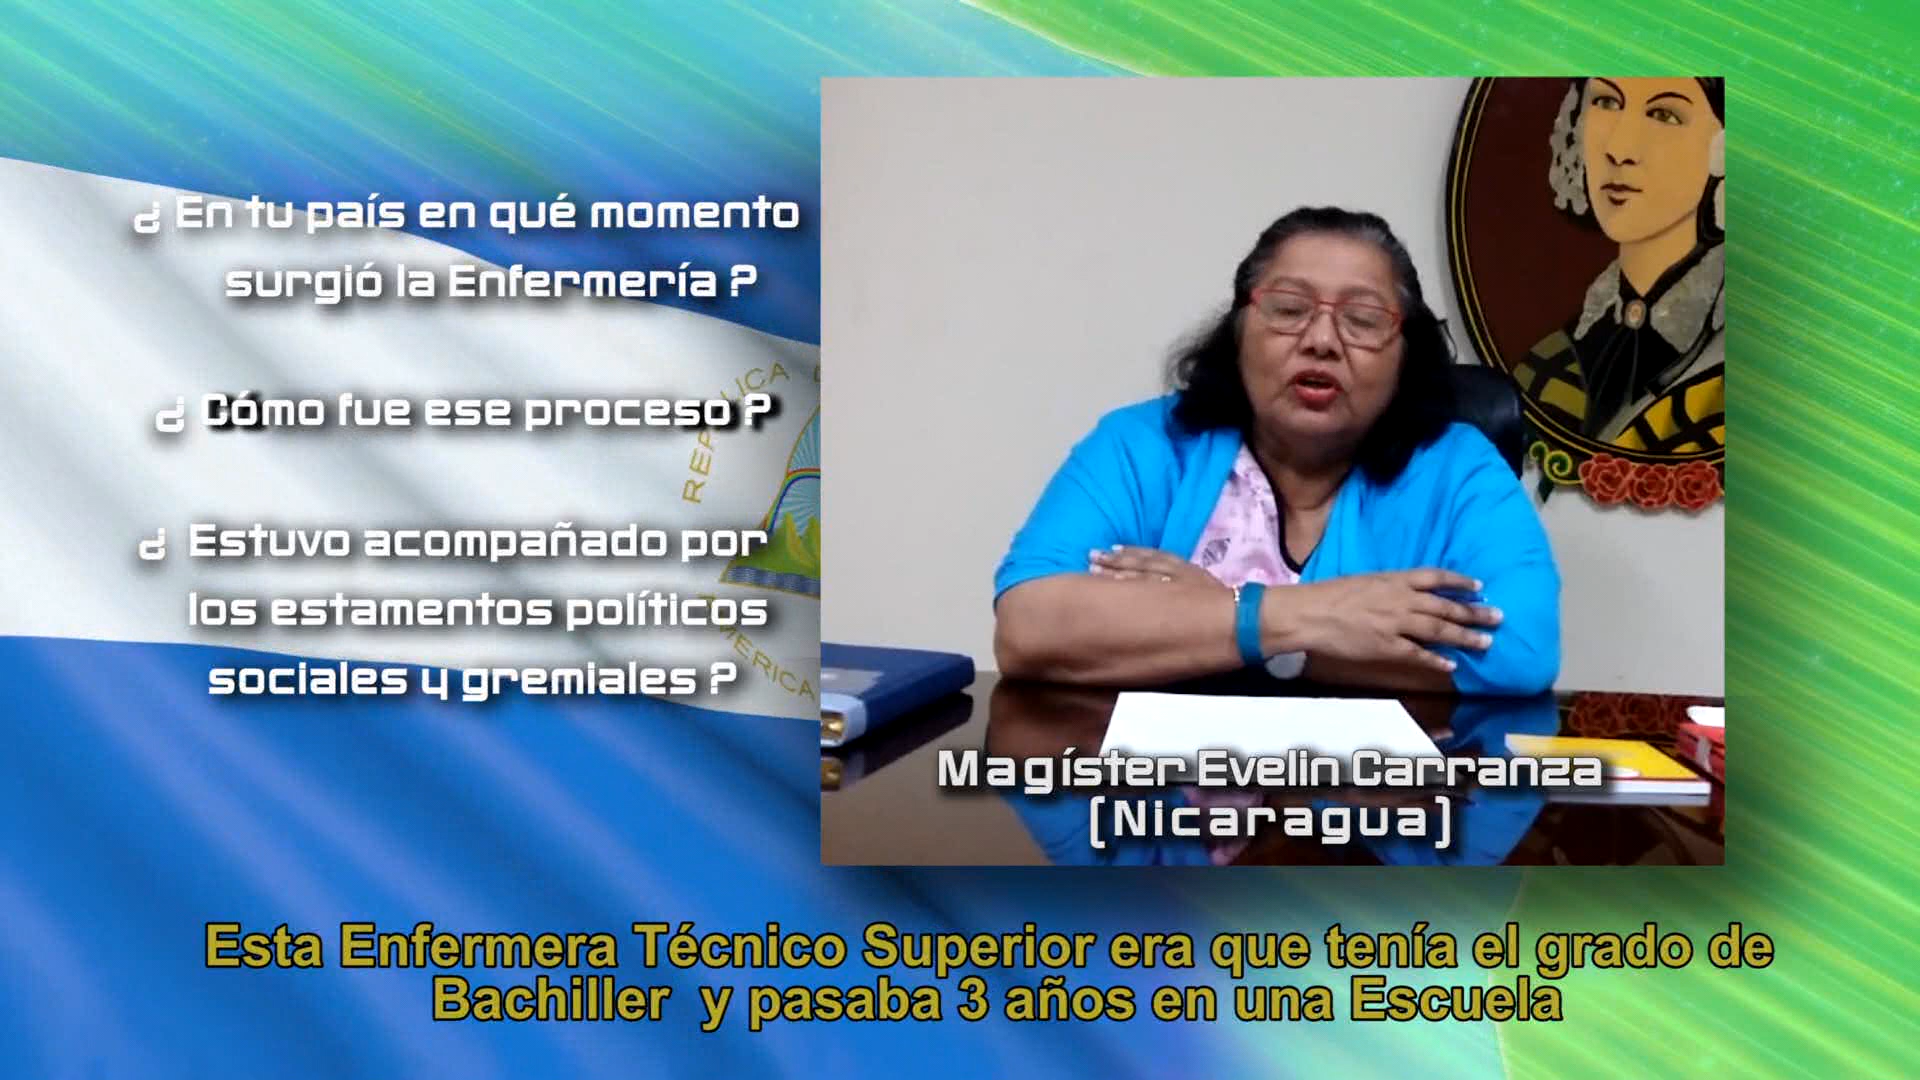 ¿ En tu país en qué momento
surgió la Enfermería ?
¿ Cómo fue ese proceso ?
¿ Estuvo acompañado por
los estamentos políticos
sociales y gremiales ?
AMERICA
Magíster Evelin Carranza
(Nicaragua)
Esta Enfermera Técnico Superior era que tenía el grado de
Bachiller y pasaba 3 años en una Escuela